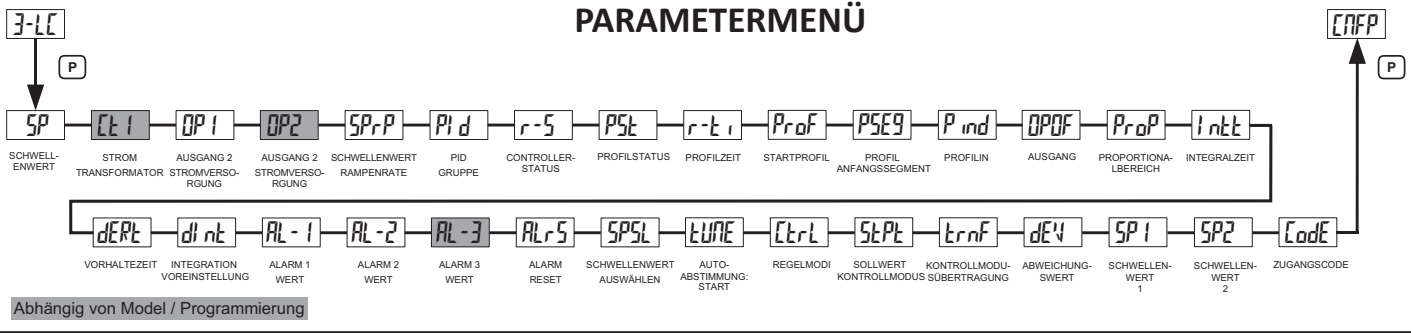 PARAMETERMENÜ
3-LC
CNFP
P
P
SP
Ct 1
OP 1
OP2
SPrP
PI d
r-S
PSt
r-t i
ProF
PSEg
P ind
OPOF
ProP
I ntt
SCHWELL-
ENWERT
STROM
TRANSFORMATOR
AUSGANG 2
STROMVERSO-
RGUNG
AUSGANG 2
STROMVERSO-
RGUNG
SCHWELLENWERT
RAMPENRATE
PID
GRUPPE
CONTROLLER-
STATUS
PROFILSTATUS
PROFILZEIT
STARTPROFIL
PROFIL
ANFANGSSEGMENT
PROFILIN
AUSGANG
PROPORTIONA-
LBEREICH
INTEGRALZEIT
dERt
dI nt
AL-1
AL-2
AL-3
ALrS
SPSL
tUNE
CtrL
StPt
trnF
dEV
SP 1
SP2
CodE
VORHALTEZEIT
INTEGRATION
VOREINSTELLUNG
ALARM 1
WERT
ALARM 2
WERT
ALARM 3
WERT
ALARM
RESET
SCHWELLENWERT
AUSWÄHLEN
AUTO-
ABSTIMMUNG:
START
REGELMODI
SOLLWERT
KONTROLLMODUS
KONTROLLMODU-
SÜBERTRAGUNG
ABWEICHUNG-
SWERT
SCHWELLEN-
WERT
1
SCHWELLEN-
WERT
2
ZUGANGSCODE
Abhängig von Model / Programmierung